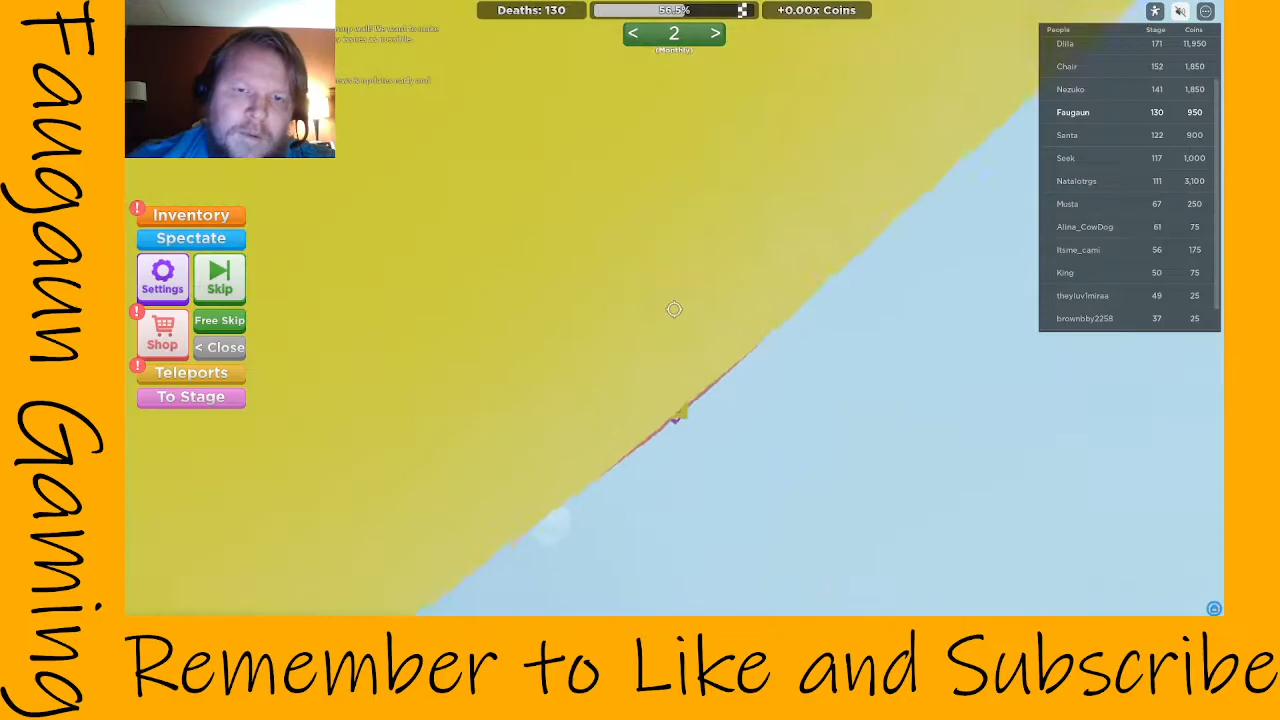 Faugaun Gaming
Deaths: 130
56.5%
+0.00x Coins
< 2 >
(Monthly)
People Stage Coins
Dlila 171 11,950
Chair 152 1,850
Nezuko 141 1,850
Faugaun 130 950
Santa 122 900
Seek 117 1,000
Natalotrgs 111 3,100
Musta 67 250
Alina_CowDog 61 75
Itsme_cami 56 175
King 50 75
theyluv1miraa 49 25
brownbby2258 37 25
! Inventory
Spectate
Settings
Skip
! Shop
Free Skip
< Close
! Teleports
To Stage
Remember to Like and Subscribe